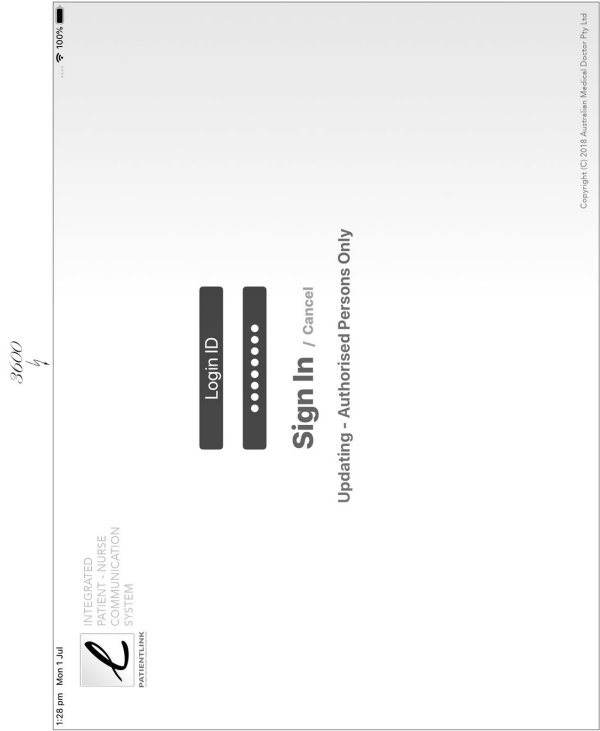 3600
1:28 pm Mon 1 Jul
100%
PATIENTLINK
INTEGRATED
PATIENT - NURSE
COMMUNICATION
SYSTEM
Login ID
Sign In / Cancel
Updating - Authorised Persons Only
Copyright (C) 2018 Australian Medical Doctor Pty Ltd